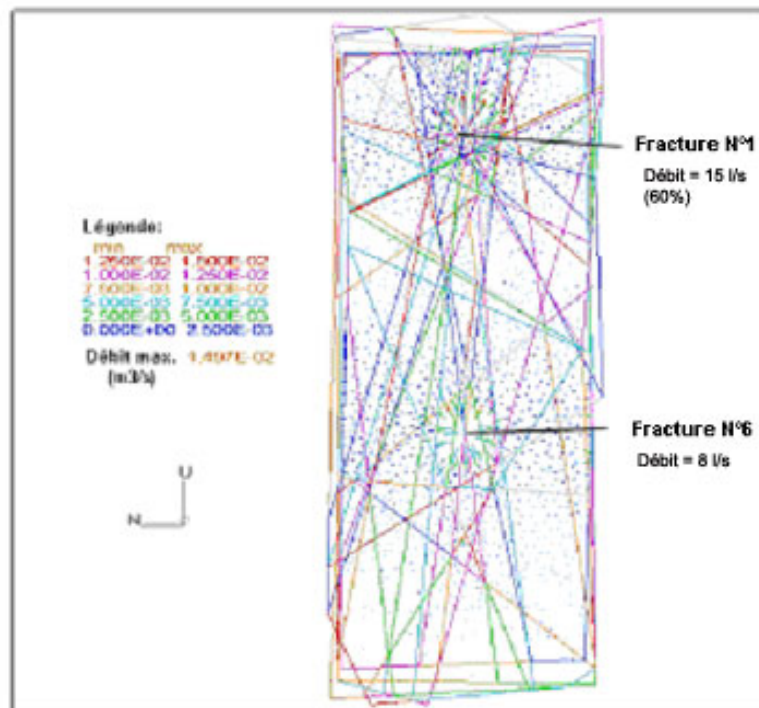 Fracture Nº1
Débit = 15 l/s
(60%)
Légende:
min max
1.250E-02 1.500E-02
1.000E-02 1.250E-02
7.500E-03 1.000E-02
5.000E-03 7.500E-03
2.500E-03 5.000E-03
0.000E+00 2.500E-03
Débit max. 1.497E-02
(m3/s)
Fracture Nº6
Débit = 8 l/s
U
N